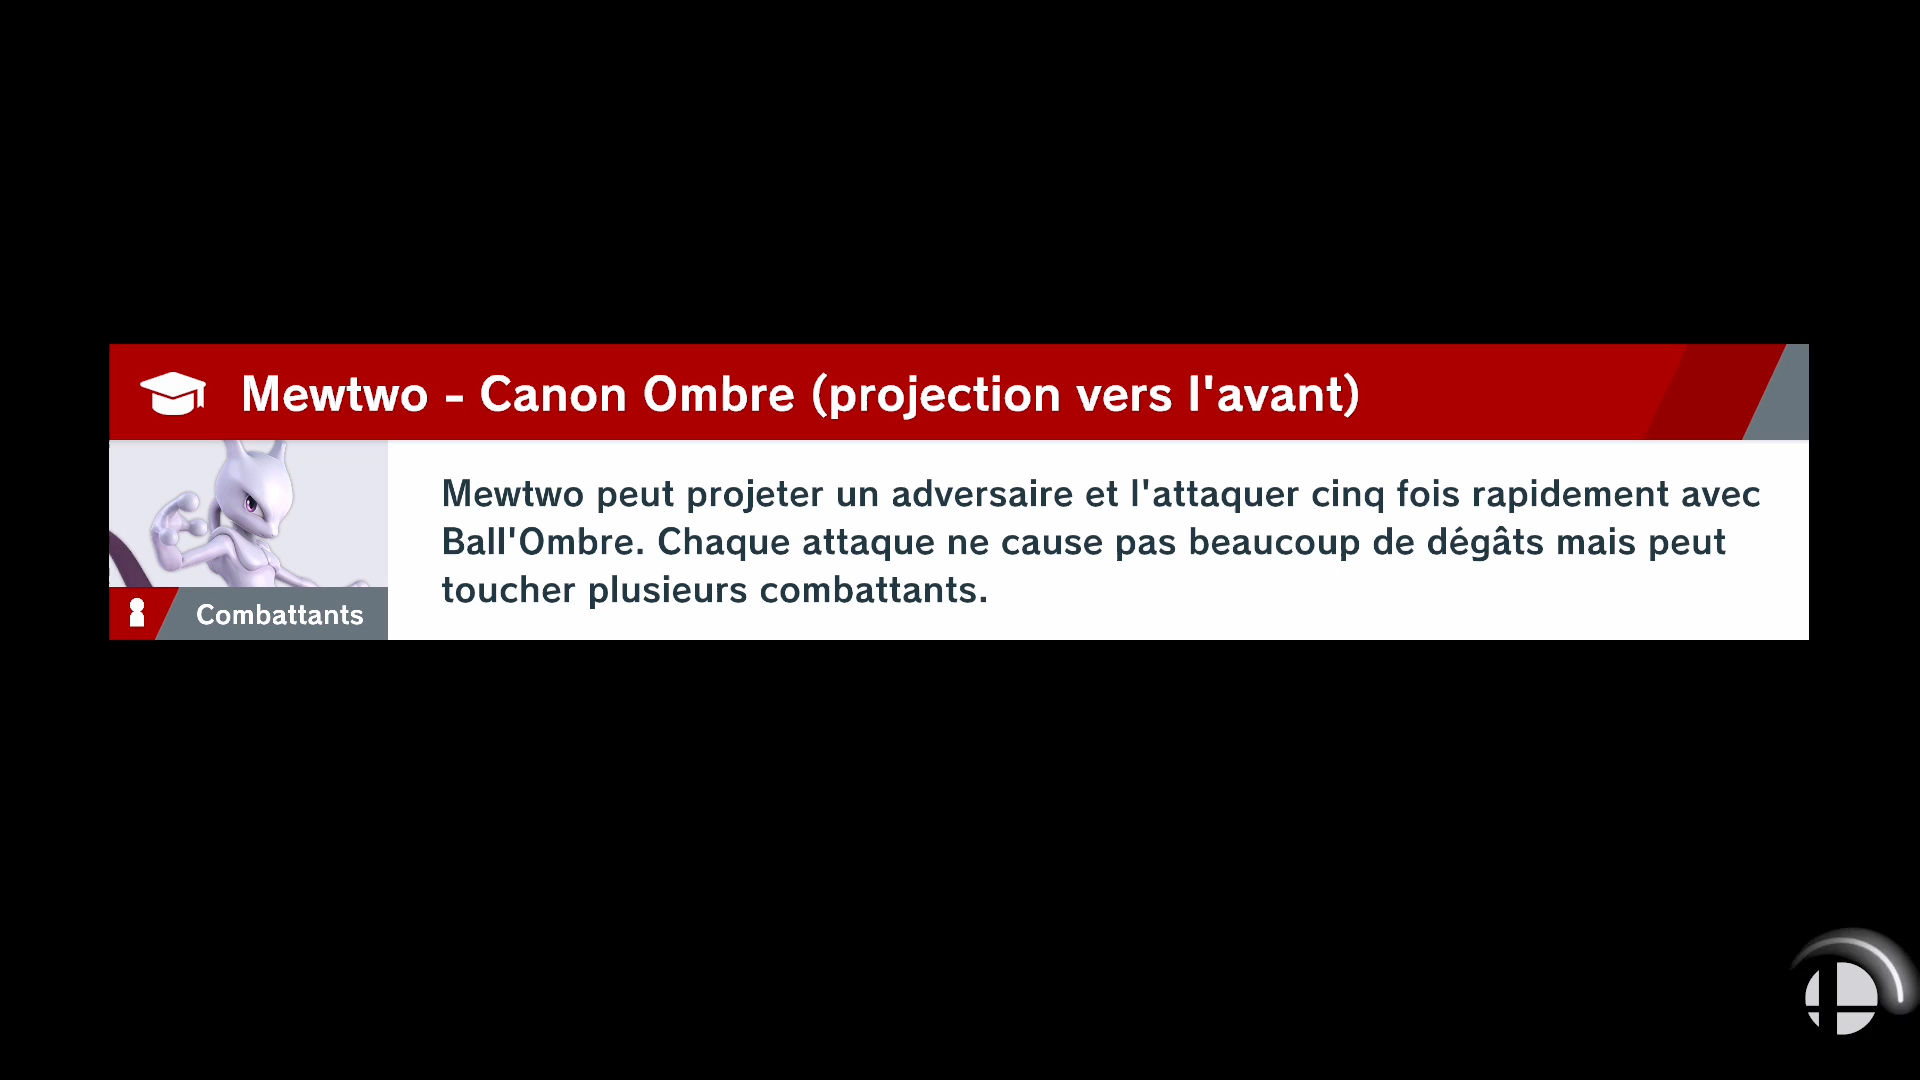 Mewtwo - Canon Ombre (projection vers l'avant)
Mewtwo peut projeter un adversaire et l'attaquer cinq fois rapidement avec
Ball'Ombre. Chaque attaque ne cause pas beaucoup de dégâts mais peut
toucher plusieurs combattants.
Combattants